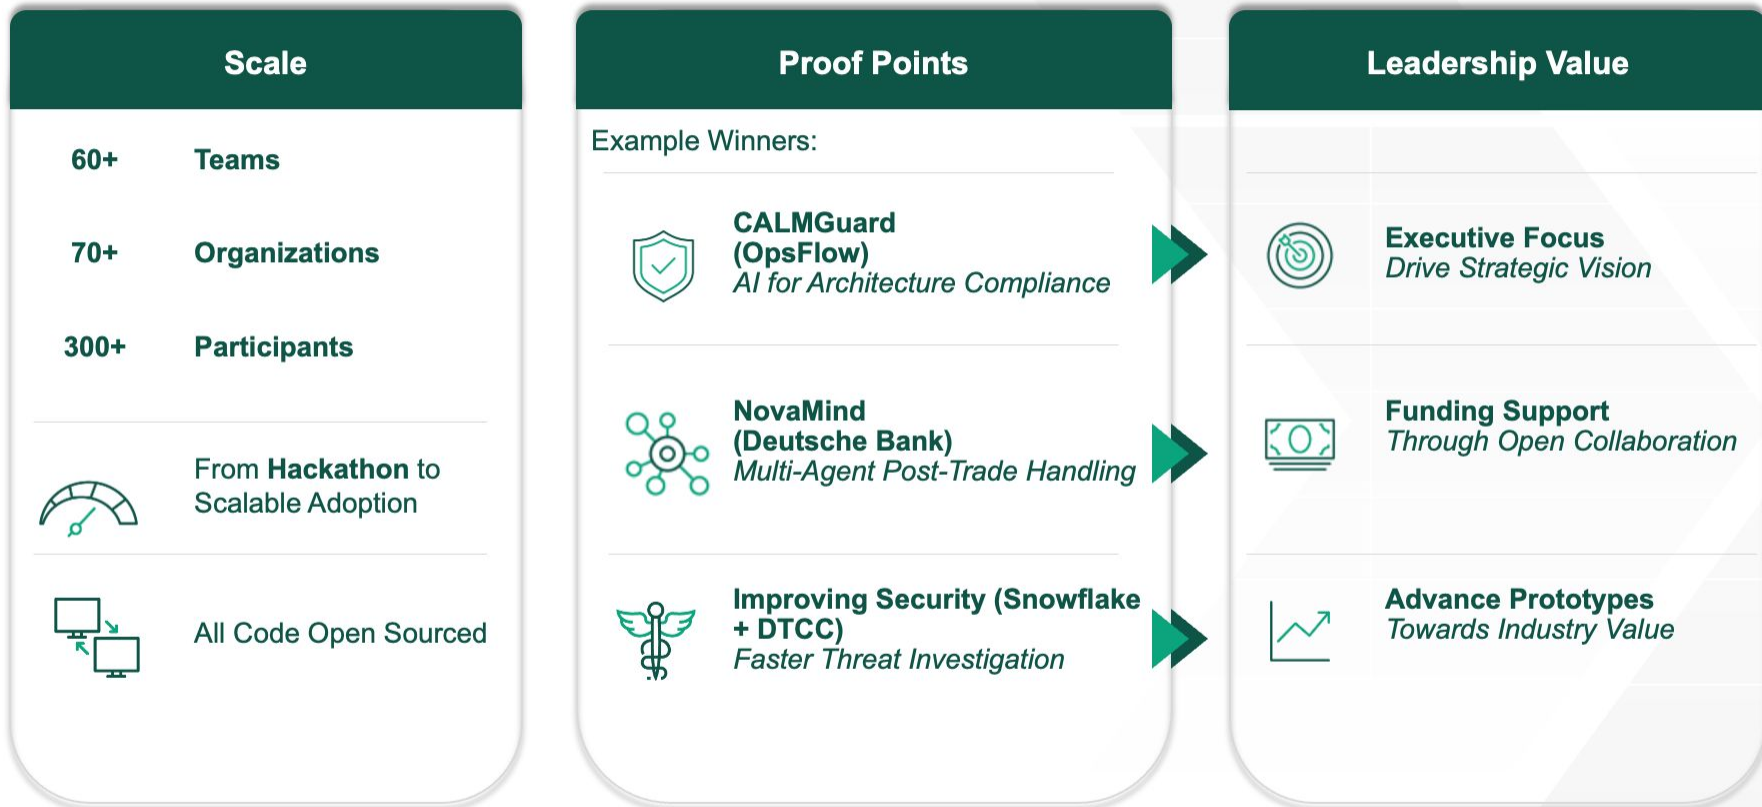 Scale
60+ Teams
70+ Organizations
300+ Participants
From Hackathon to
Scalable Adoption
All Code Open Sourced
Proof Points
Example Winners:
CALMGuard
(OpsFlow)
AI for Architecture Compliance
NovaMind
(Deutsche Bank)
Multi-Agent Post-Trade Handling
Improving Security (Snowflake
+ DTCC)
Faster Threat Investigation
Leadership Value
Executive Focus
Drive Strategic Vision
Funding Support
Through Open Collaboration
Advance Prototypes
Towards Industry Value